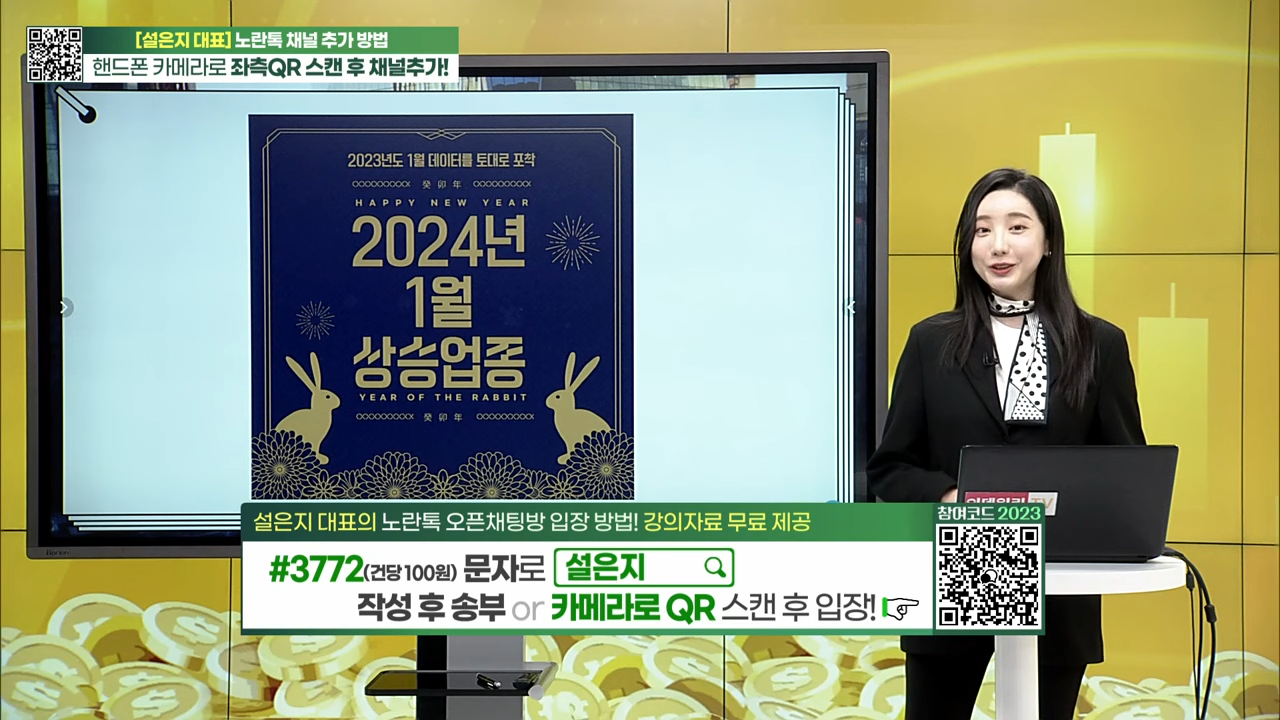 [설은지 대표] 노란톡 채널 추가 방법
핸드폰 카메라로 좌측QR 스캔 후 채널추가!
2023년도 1월 데이터를 토대로 포착
癸 卯 年
HAPPY NEW YEAR
2024년
1월
상승업종
YEAR OF THE RABBIT
癸 卯 年
이데일리 TV
설은지 대표의 노란톡 오픈채팅방 입장 방법! 강의자료 무료 제공
참여코드 2023
#3772(건당 100원) 문자로 설은지
작성 후 송부 or 카메라로 QR 스캔 후 입장!